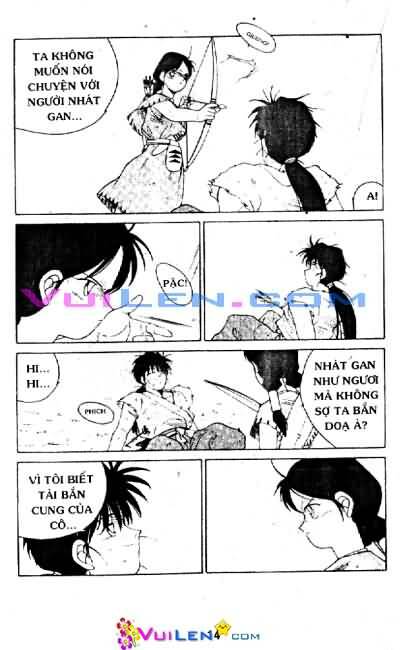 TA KHÔNG
MUỐN NÓI
CHUYỆN VỚI
NGƯỜI NHÁT
GAN...
A!
PẶC!
VUILEN.COM
HI...
HI...
PHỊCH
NHÁT GAN
NHƯ NGƯƠI
MÀ KHÔNG
SỢ TA BẮN
DOẠ À?
VÌ TÔI BIẾT
TÀI BẮN
CUNG CỦA
CÔ...
VUILEN4.COM